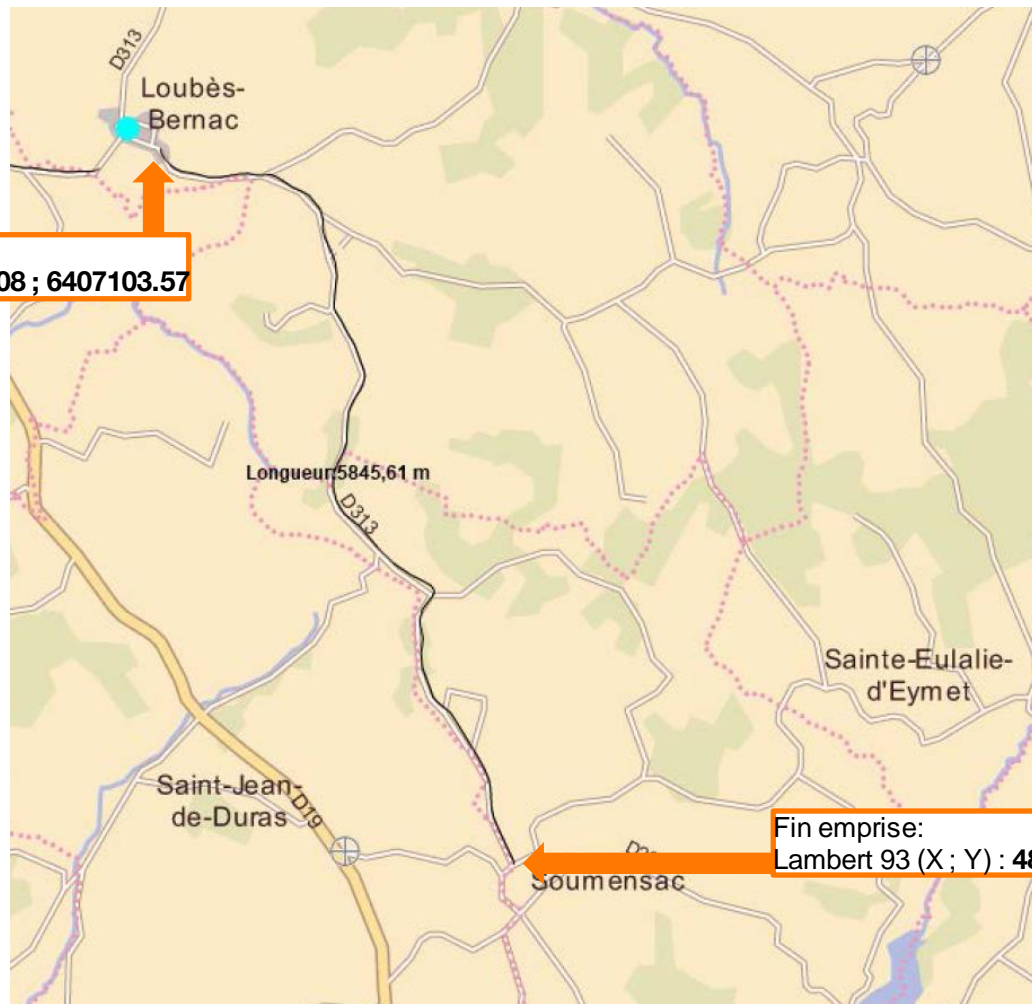 D313
Loubès-
Bernac
08 ; 6407103.57
Longueur:5845,61 m
D313
Sainte-Eulalie-
d'Eymet
Saint-Jean-
de-Duras
D19
Fin emprise:
Lambert 93 (X ; Y) : 48
Soumensac